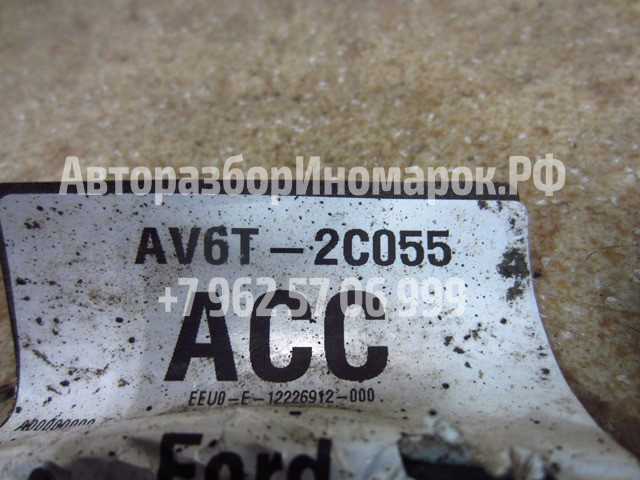 АвторазборИномарок.РФ
AV6T-2C055
+7 962 57 06 999
ACC
EEU0-E-12226912-000
Ford